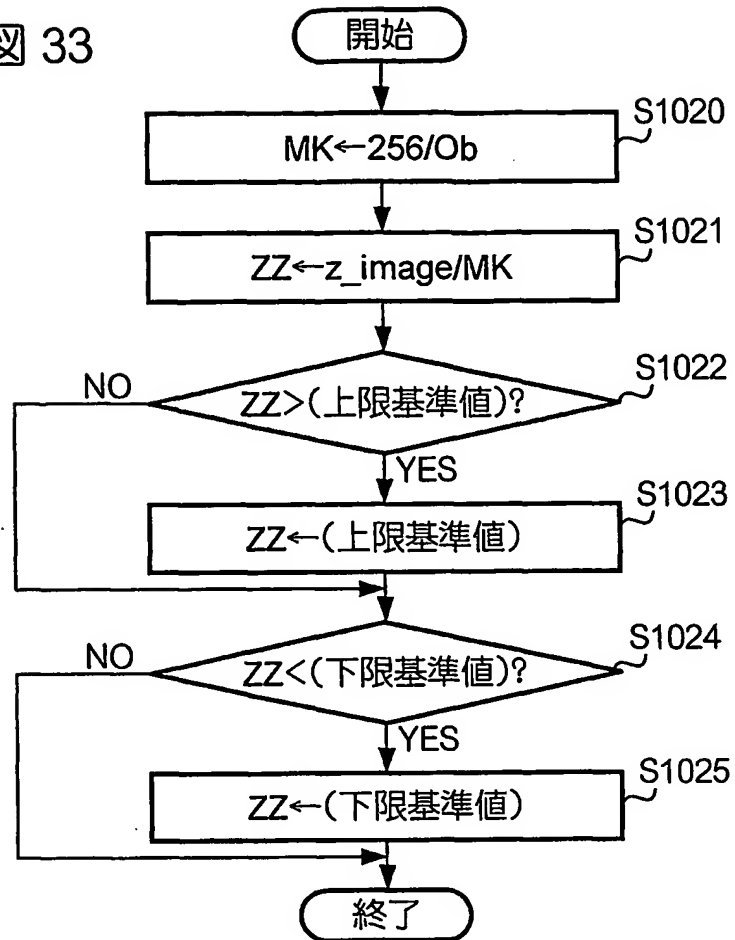 図 33
開始
S1020
MK←256/Ob
S1021
ZZ←z_image/MK
S1022
NO
ZZ>(上限基準値)?
YES
S1023
ZZ←(上限基準値)
S1024
NO
ZZ<(下限基準値)?
YES
S1025
ZZ←(下限基準値)
終了